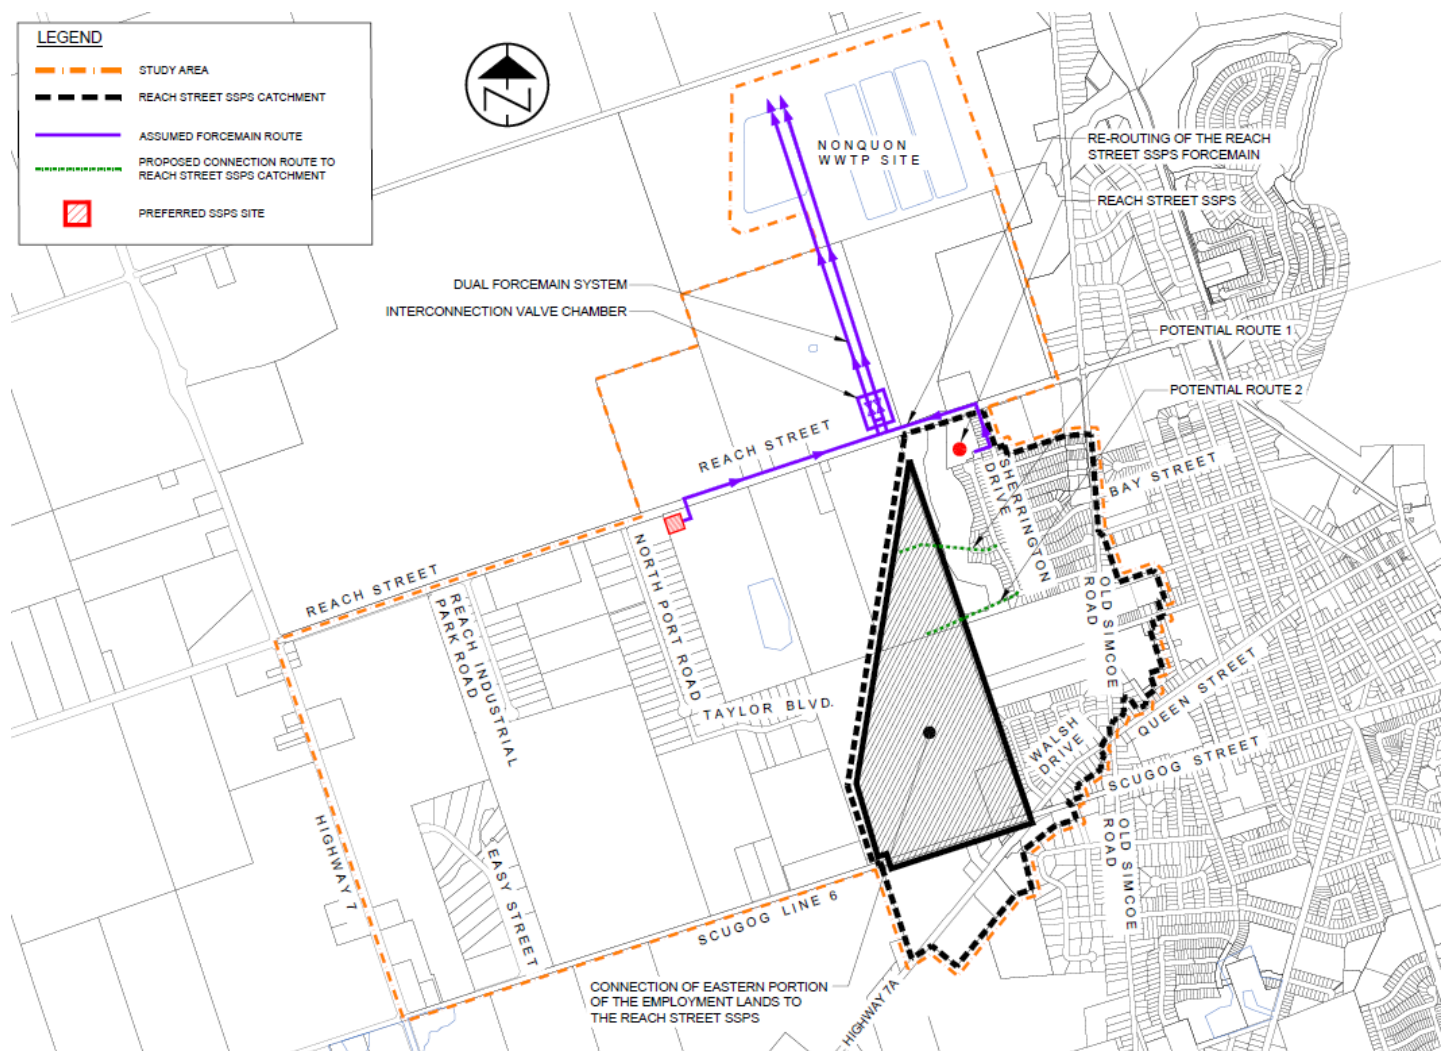 LEGEND
STUDY AREA
REACH STREET SSPS CATCHMENT
ASSUMED FORCEMAIN ROUTE
PROPOSED CONNECTION ROUTE TO
REACH STREET SSPS CATCHMENT
PREFERRED SSPS SITE
N
NONQUON
WWTP SITE
RE-ROUTING OF THE REACH
STREET SSPS FORCEMAIN
REACH STREET SSPS
DUAL FORCEMAIN SYSTEM
INTERCONNECTION VALVE CHAMBER
POTENTIAL ROUTE 1
POTENTIAL ROUTE 2
REACH STREET
SHERRINGTON
DRIVE
BAY STREET
REACH STREET
NORTH PORT ROAD
REACH INDUSTRIAL
PARK ROAD
OLD SIMCOE
ROAD
TAYLOR BLVD.
QUEEN STREET
WALSH
DRIVE
SCUGOG STREET
HIGHWAY 7
EASY STREET
OLD SIMCOE
ROAD
SCUGOG LINE 6
CONNECTION OF EASTERN PORTION
OF THE EMPLOYMENT LANDS TO
THE REACH STREET SSPS
HIGHWAY 7A